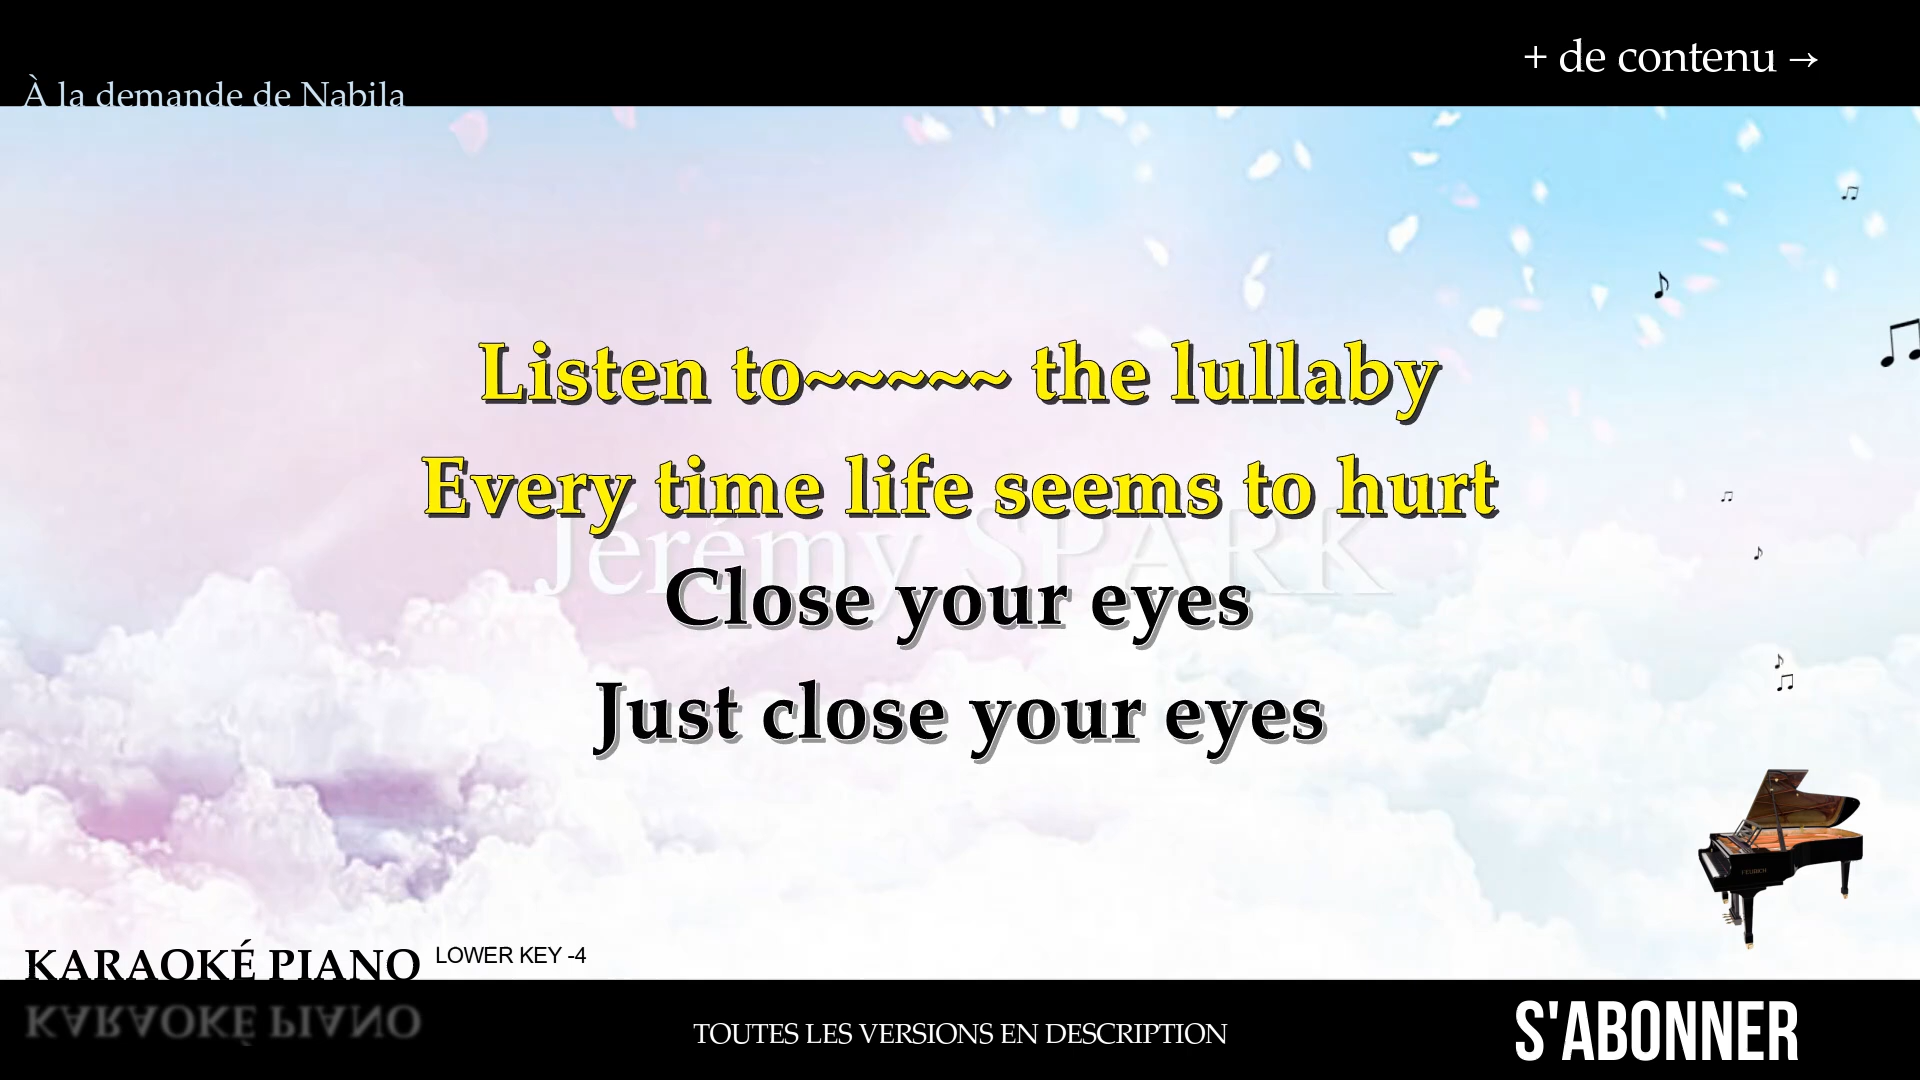 + de contenu →
À la demande de Nabila
Listen to~~~~~ the lullaby
Every time life seems to hurt
Jérémy SPARK
Close your eyes
Just close your eyes
KARAOKÉ PIANO LOWER KEY -4
KARAOKÉ PIANO
TOUTES LES VERSIONS EN DESCRIPTION
S'ABONNER